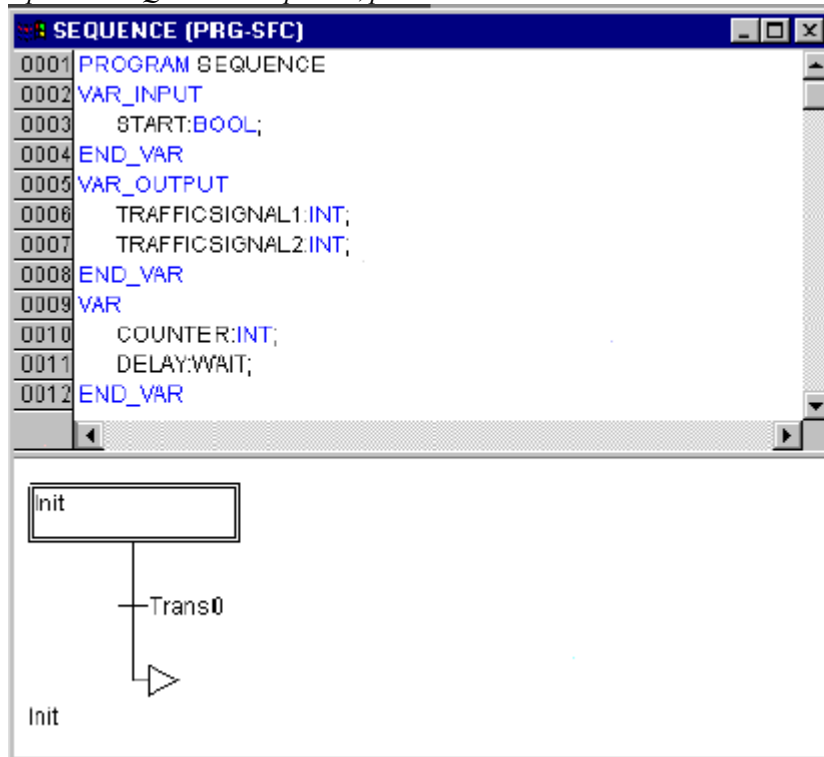 SEQUENCE (PRG-SFC)
0001 PROGRAM SEQUENCE
0002 VAR_INPUT
0003 START:BOOL;
0004 END_VAR
0005 VAR_OUTPUT
0006 TRAFFICSIGNAL1:INT;
0007 TRAFFICSIGNAL2:INT;
0008 END_VAR
0009 VAR
0010 COUNTER:INT;
0011 DELAY:WAIT;
0012 END_VAR
Init
Trans0
Init